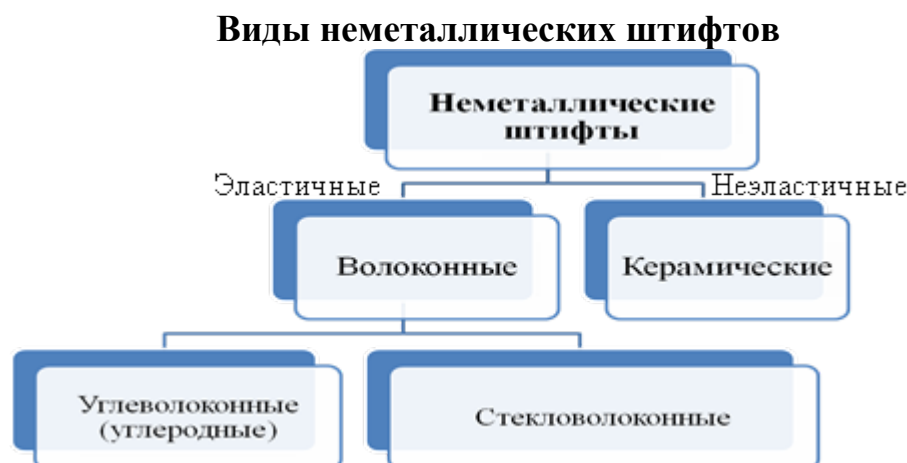 Виды неметаллических штифтов
Неметаллические
штифты
Эластичные
Неэластичные
Волоконные
Керамические
Углеволоконные
(углеродные)
Стекловолоконные